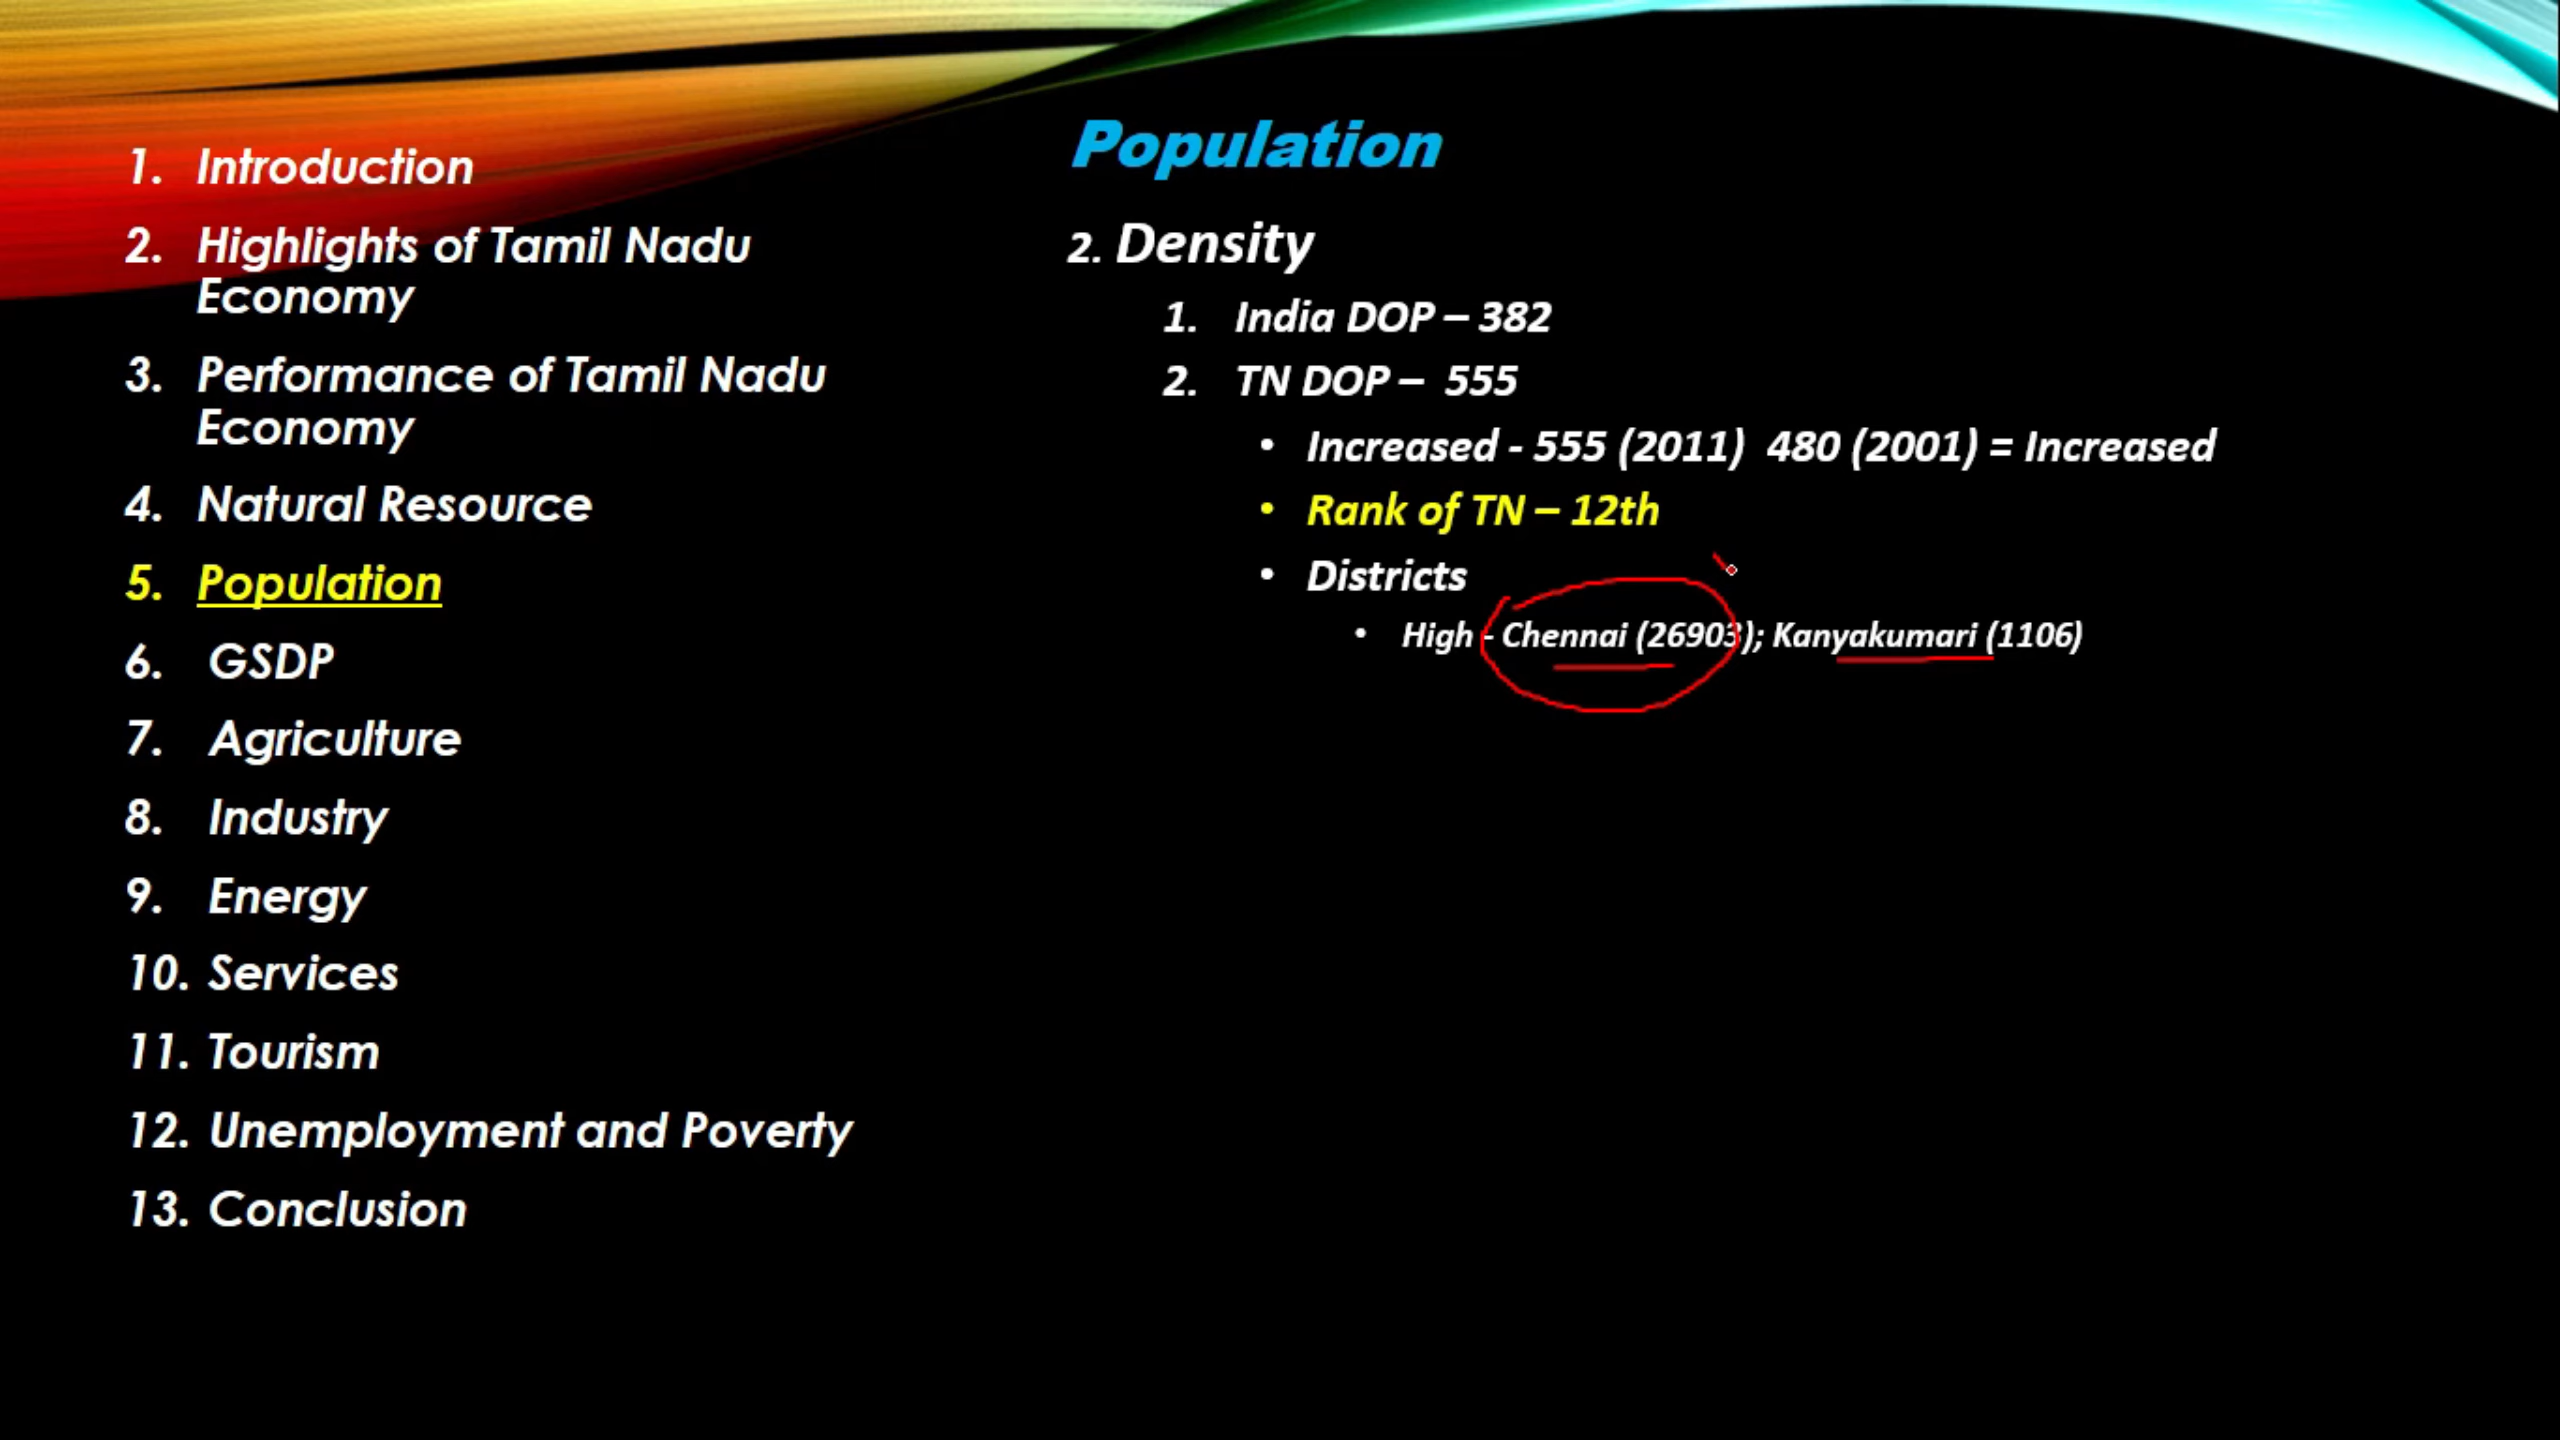 1. Introduction
2. Highlights of Tamil Nadu
Economy
3. Performance of Tamil Nadu
Economy
4. Natural Resource
5. Population
6. GSDP
7. Agriculture
8. Industry
9. Energy
10. Services
11. Tourism
12. Unemployment and Poverty
13. Conclusion
Population
2. Density
1. India DOP – 382
2. TN DOP – 555
• Increased - 555 (2011) 480 (2001) = Increased
• Rank of TN – 12th
• Districts
• High - Chennai (26903); Kanyakumari (1106)